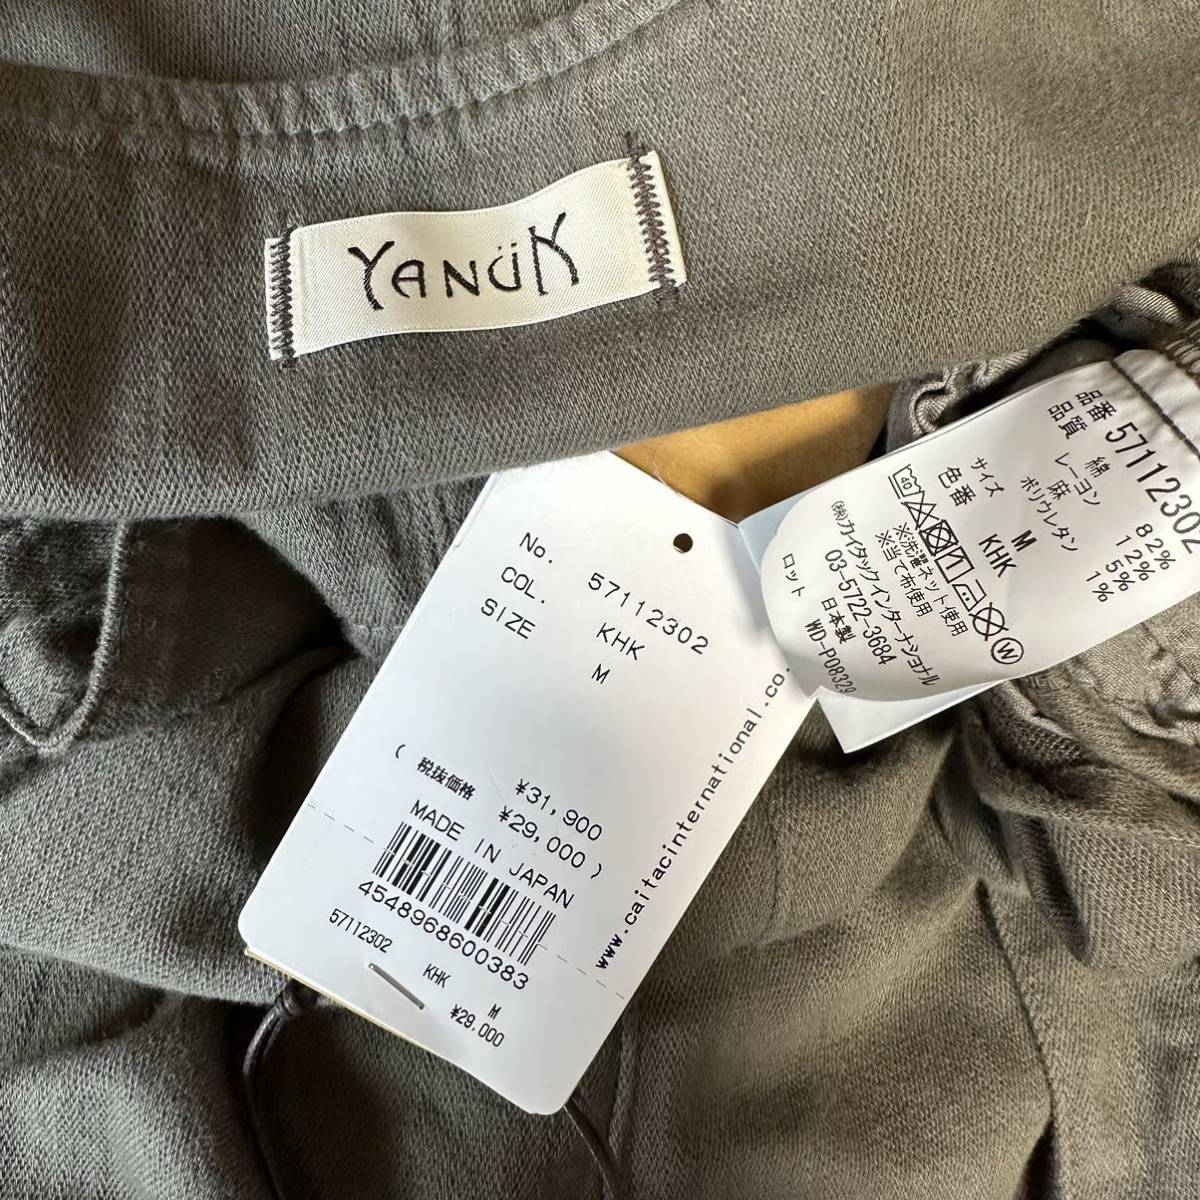 YANÜK
No. 57112302
COL. KHK
SIZE M
¥31,900
( 税抜価格 ¥29,000 )
MADE IN JAPAN
4548968600383
57112302 KHK M
¥29,000
www.caitacinternational.co.
品番 57112302
品質 綿 82%
レーヨン 12%
麻 5%
ポリウレタン 1%
サイズ M
色番 KHK
40
W
※洗濯ネット使用
※当て布使用
(株)カイタックインターナショナル
03-5722-3684
日本製
ロット WD-P08329